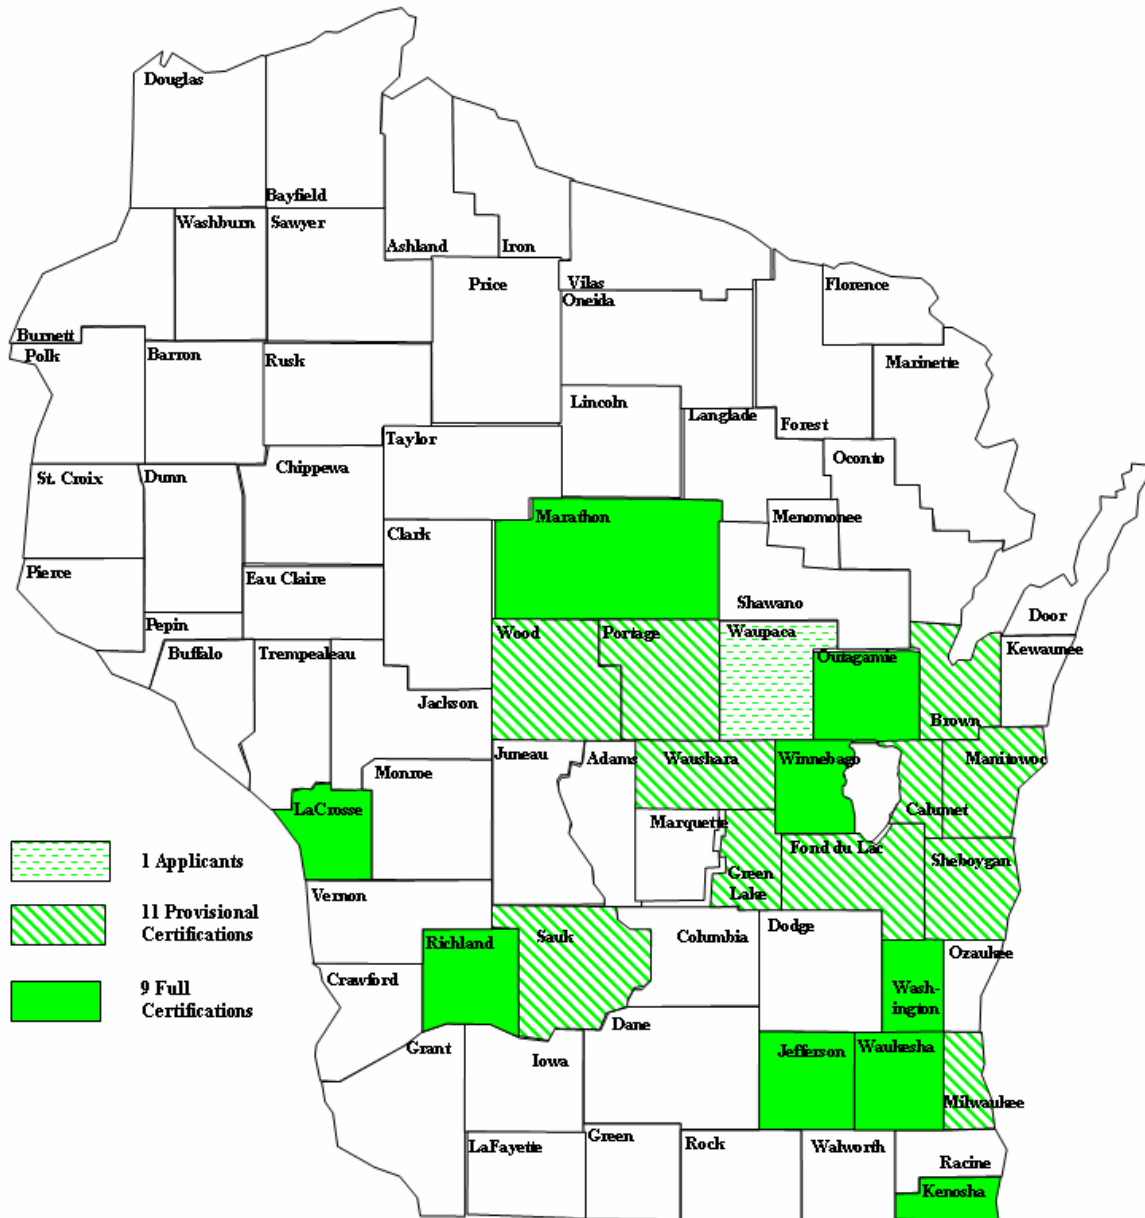 Douglas
Bayfield
Washburn
Sawyer
Ashland
Iron
Price
Vilas
Oneida
Florence
Burnett
Polk
Barron
Rusk
Marinette
Lincoln
Langlade
Forest
Taylor
Oconto
St. Croix
Dunn
Chippewa
Marathon
Menomonee
Clark
Pierce
Eau Claire
Shawano
Door
Pepin
Wood
Portage
Waupaca
Buffalo
Trempealeau
Outagamie
Kewaunee
Jackson
Brown
Juneau
Adams
Waushara
Winnebago
Manitowoc
Monroe
LaCrosse
Marquette
Calumet
Fond du Lac
Sheboygan
1 Applicants
Green
Lake
Vernon
11 Provisional
Certifications
Richland
Sauk
Columbia
Dodge
Ozaukee
Crawford
9 Full
Certifications
Wash-
ington
Dane
Grant
Iowa
Jefferson
Waukesha
Milwaukee
LaFayette
Green
Rock
Walworth
Racine
Kenosha